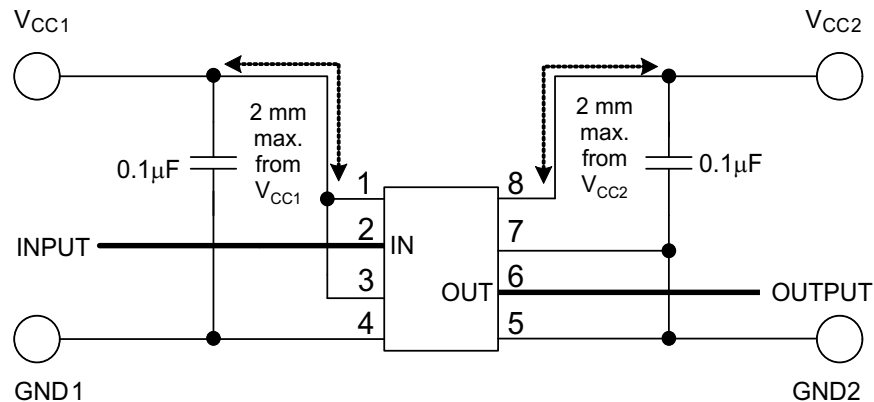 VCC1
VCC2
2 mm
max.
from
VCC1
2 mm
max.
from
VCC2
0.1μF
0.1μF
1
8
INPUT
2
IN
7
3
OUT
6
OUTPUT
4
5
GND1
GND2